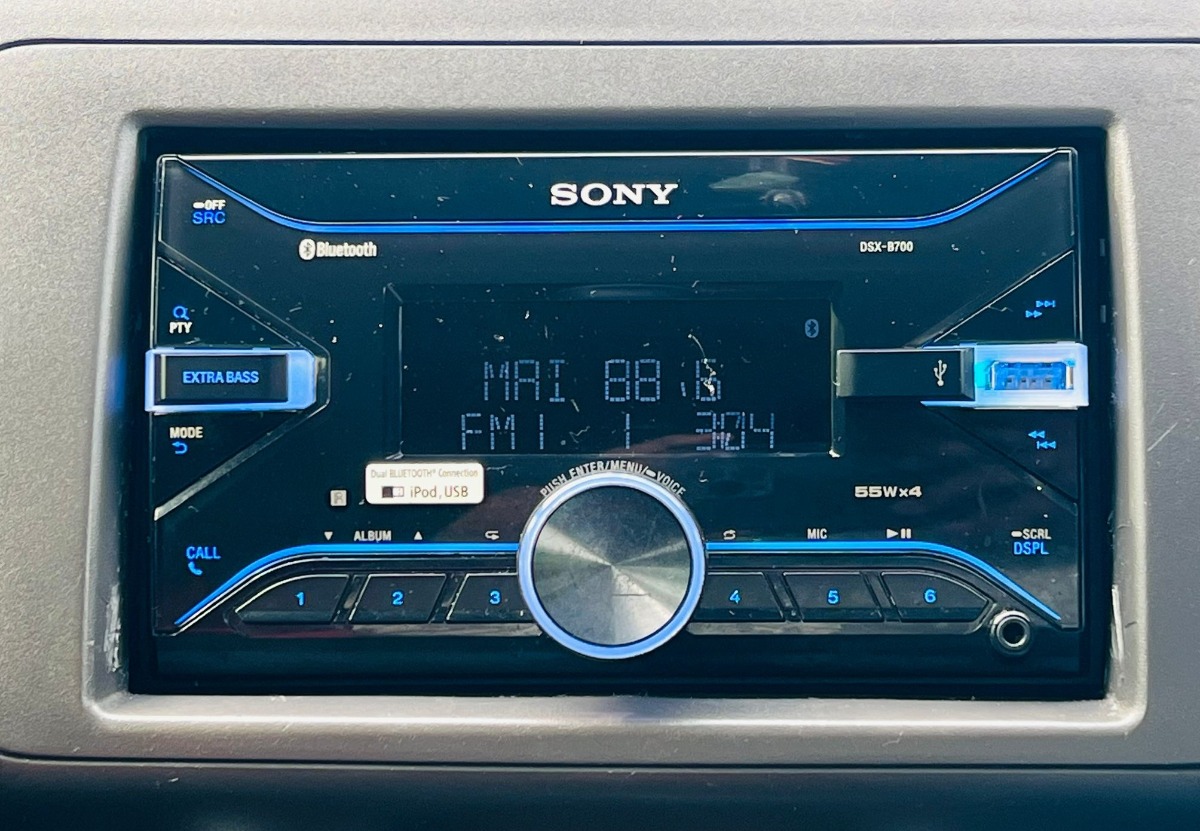 SONY
OFF
SRC
Bluetooth
DSX-B700
PTY
EXTRA BASS
MODE
MAI 88 6
FM1 1 3:04
Dual BLUETOOTH® Connection
iPod, USB
PUSH ENTER/MENU/ VOICE
55W×4
CALL
ALBUM
MIC
SCRL
DSPL
1 2 3 4 5 6